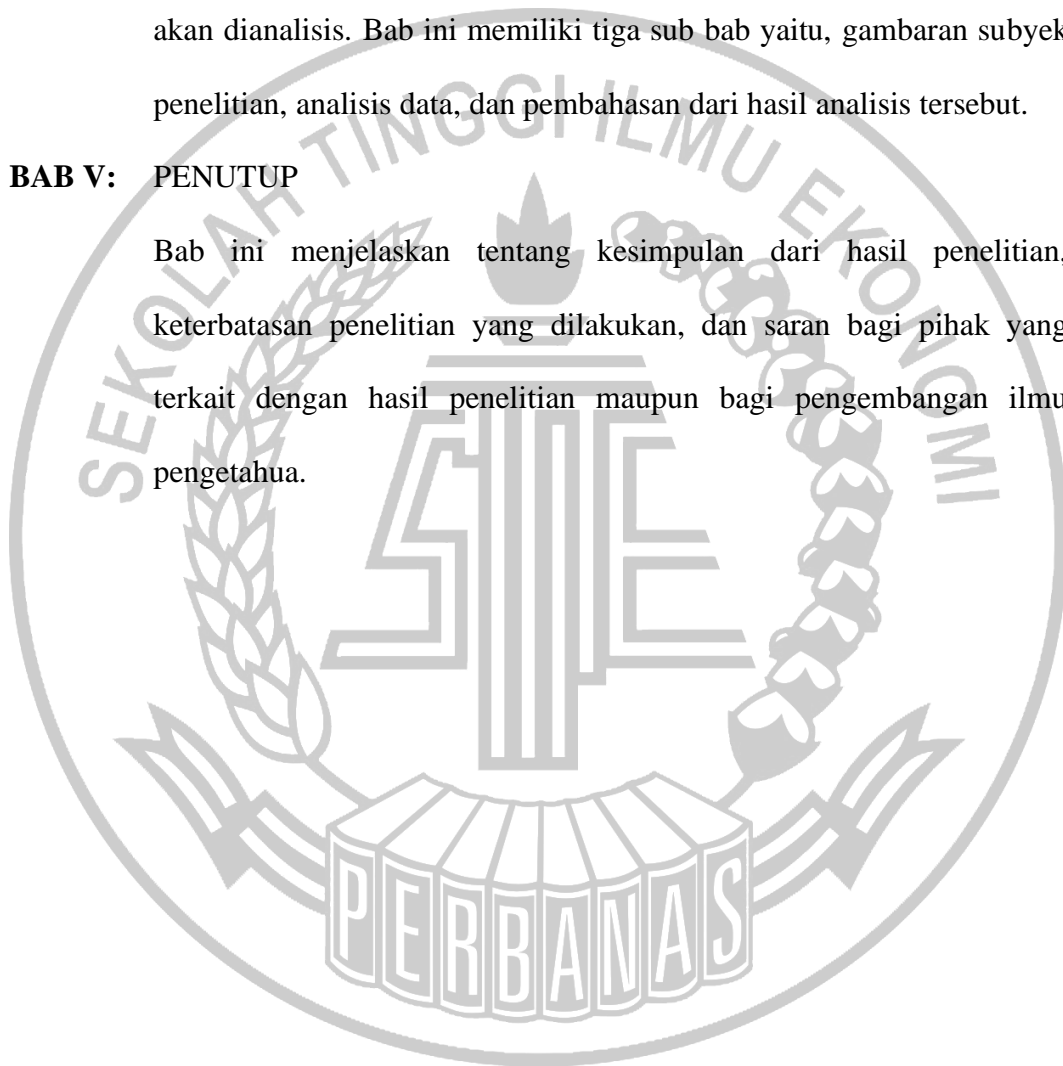 akan dianalisis. Bab ini memiliki tiga sub bab yaitu, gambaran subyek
penelitian, analisis data, dan pembahasan dari hasil analisis tersebut.
BAB V: PENUTUP
Bab ini menjelaskan tentang kesimpulan dari hasil penelitian,
keterbatasan penelitian yang dilakukan, dan saran bagi pihak yang
terkait dengan hasil penelitian maupun bagi pengembangan ilmu
pengetahua.
SEKOLAH TINGGI ILMU EKONOMI
STIE
PERBANAS